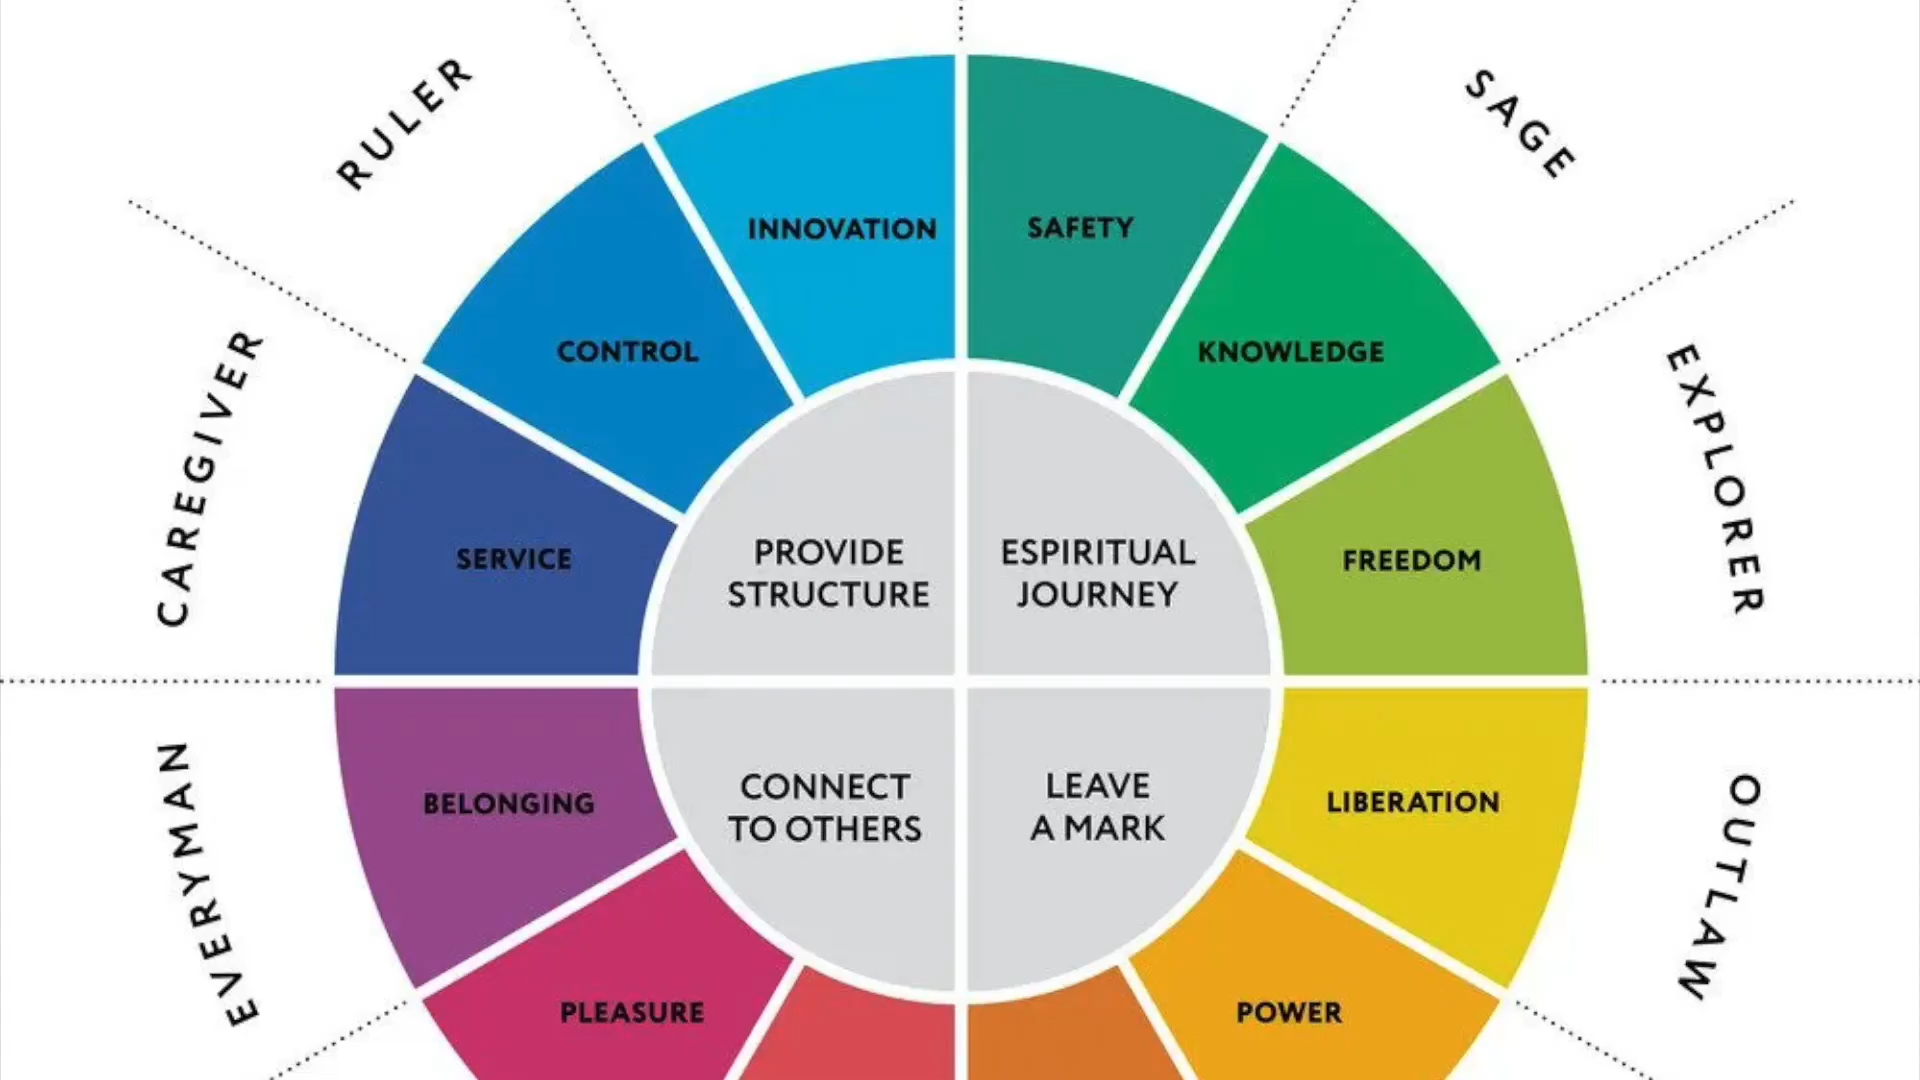 RULER
SAGE
INNOVATION
SAFETY
CONTROL
KNOWLEDGE
CAREGIVER
EXPLORER
SERVICE
FREEDOM
PROVIDE
STRUCTURE
ESPIRITUAL
JOURNEY
EVERYMAN
OUTLAW
BELONGING
LIBERATION
CONNECT
TO OTHERS
LEAVE
A MARK
PLEASURE
POWER